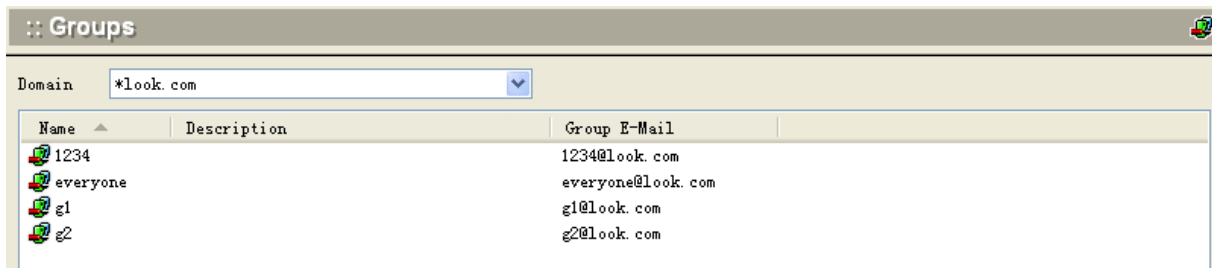 :: Groups
Domain *look.com
Name Description Group E-Mail
1234 1234@look.com
everyone everyone@look.com
g1 g1@look.com
g2 g2@look.com